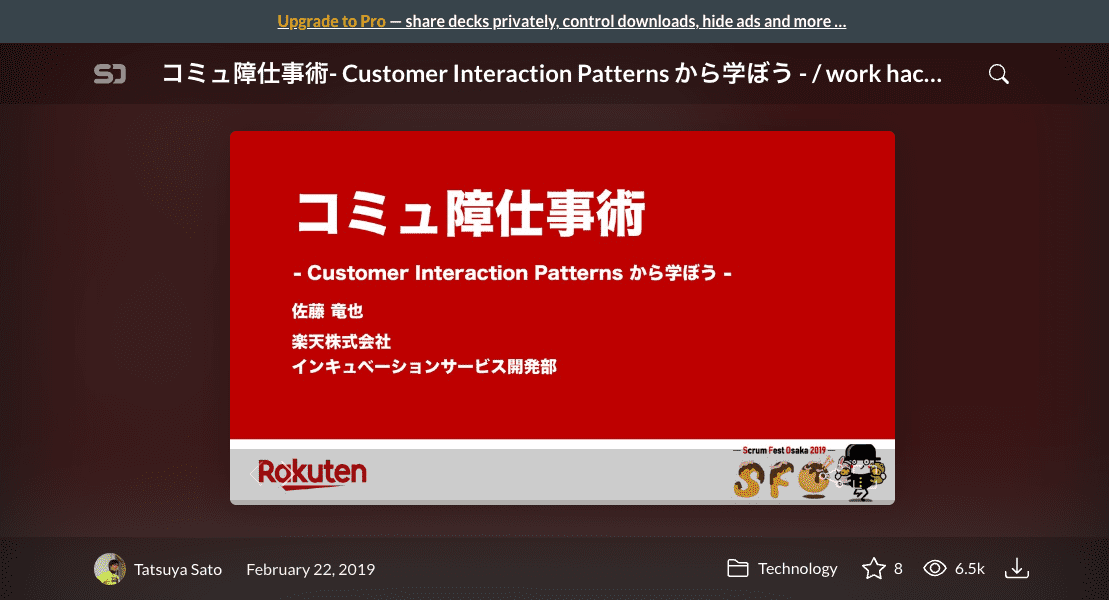 Upgrade to Pro — share decks privately, control downloads, hide ads and more …
SD
コミュ障仕事術- Customer Interaction Patterns から学ぼう - / work hac…
コミュ障仕事術
- Customer Interaction Patterns から学ぼう -
佐藤 竜也
楽天株式会社
インキュベーションサービス開発部
Rakuten
Scrum Fest Osaka 2019
SFO
Tatsuya Sato
February 22, 2019
Technology
8
6.5k